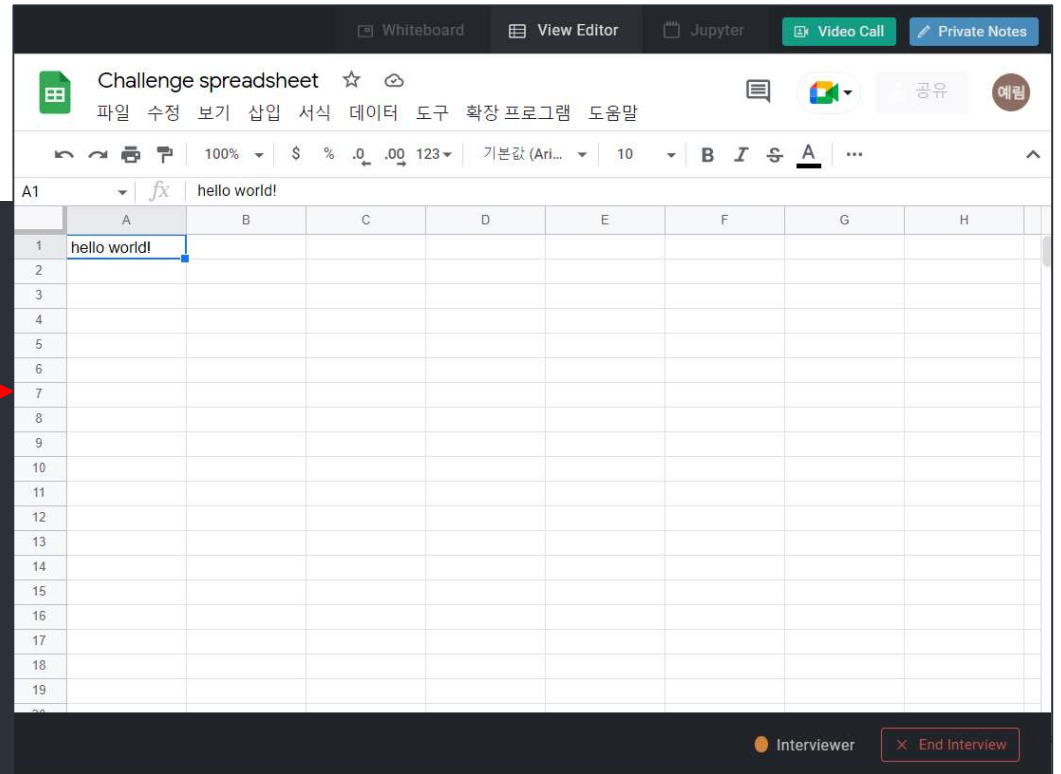 Whiteboard View Editor Jupyter Video Call Private Notes
Challenge spreadsheet
파일 수정 보기 삽입 서식 데이터 도구 확장 프로그램 도움말 공유 예림
100% $ % .0 .00 123 기본값 (Ari... 10 B I S A ...
A1 fx hello world!
A B C D E F G H
1 hello world!
2
3
4
5
6
7
8
9
10
11
12
13
14
15
16
17
18
19
Interviewer × End Interview